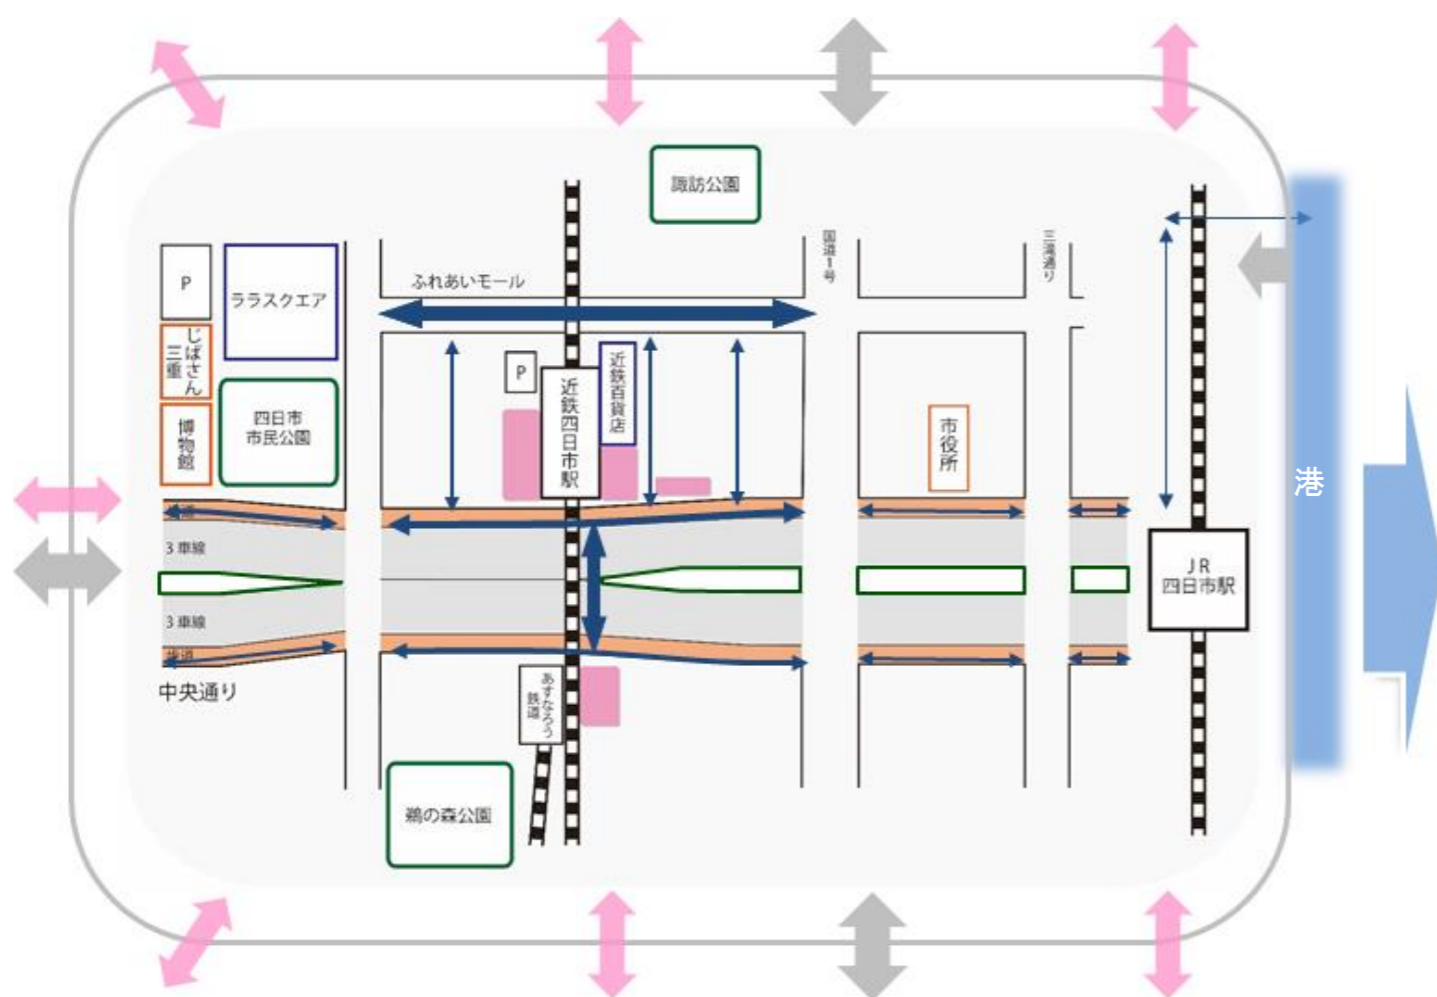 諏訪公園
国道1号
三滝通り
ふれあいモール
P
ララスクエア
じばさん
三重
P
近鉄百貨店
近鉄四日市駅
四日市
市民公園
博物館
市役所
港
3車線
JR
四日市駅
3車線
歩道
中央通り
あすなろう
鉄道
鵜の森公園